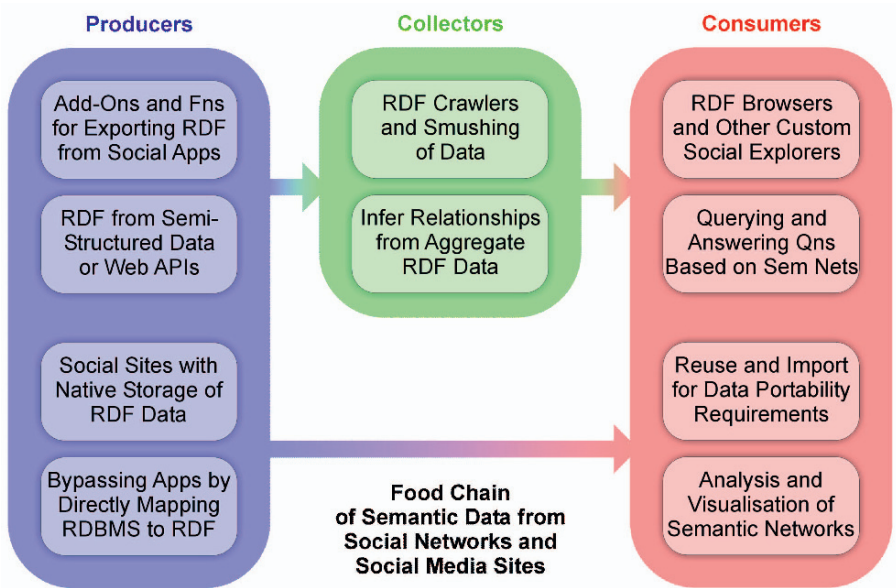 Producers
Add-Ons and Fns
for Exporting RDF
from Social Apps
RDF from Semi-
Structured Data
or Web APIs
Social Sites with
Native Storage of
RDF Data
Bypassing Apps by
Directly Mapping
RDBMS to RDF
Collectors
RDF Crawlers
and Smushing
of Data
Infer Relationships
from Aggregate
RDF Data
Consumers
RDF Browsers
and Other Custom
Social Explorers
Querying and
Answering Qns
Based on Sem Nets
Reuse and Import
for Data Portability
Requirements
Analysis and
Visualisation of
Semantic Networks
Food Chain
of Semantic Data from
Social Networks and
Social Media Sites